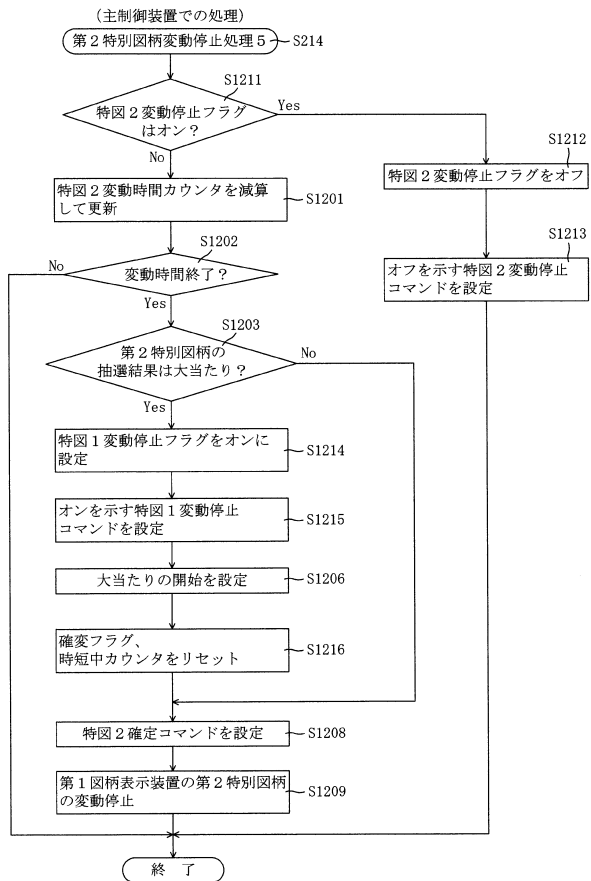 (主制御装置での処理)
第2特別図柄変動停止処理5
S214
S1211
特図2変動停止フラグ
はオン?
Yes
No
S1212
特図2変動停止フラグをオフ
特図2変動時間カウンタを減算
して更新
S1201
S1213
オフを示す特図2変動停止
コマンドを設定
S1202
変動時間終了?
No
Yes
S1203
第2特別図柄の
抽選結果は大当たり?
No
Yes
特図1変動停止フラグをオンに
設定
S1214
オンを示す特図1変動停止
コマンドを設定
S1215
大当たりの開始を設定
S1206
確変フラグ、
時短中カウンタをリセット
S1216
特図2確定コマンドを設定
S1208
第1図柄表示装置の第2特別図柄
の変動停止
S1209
終 了